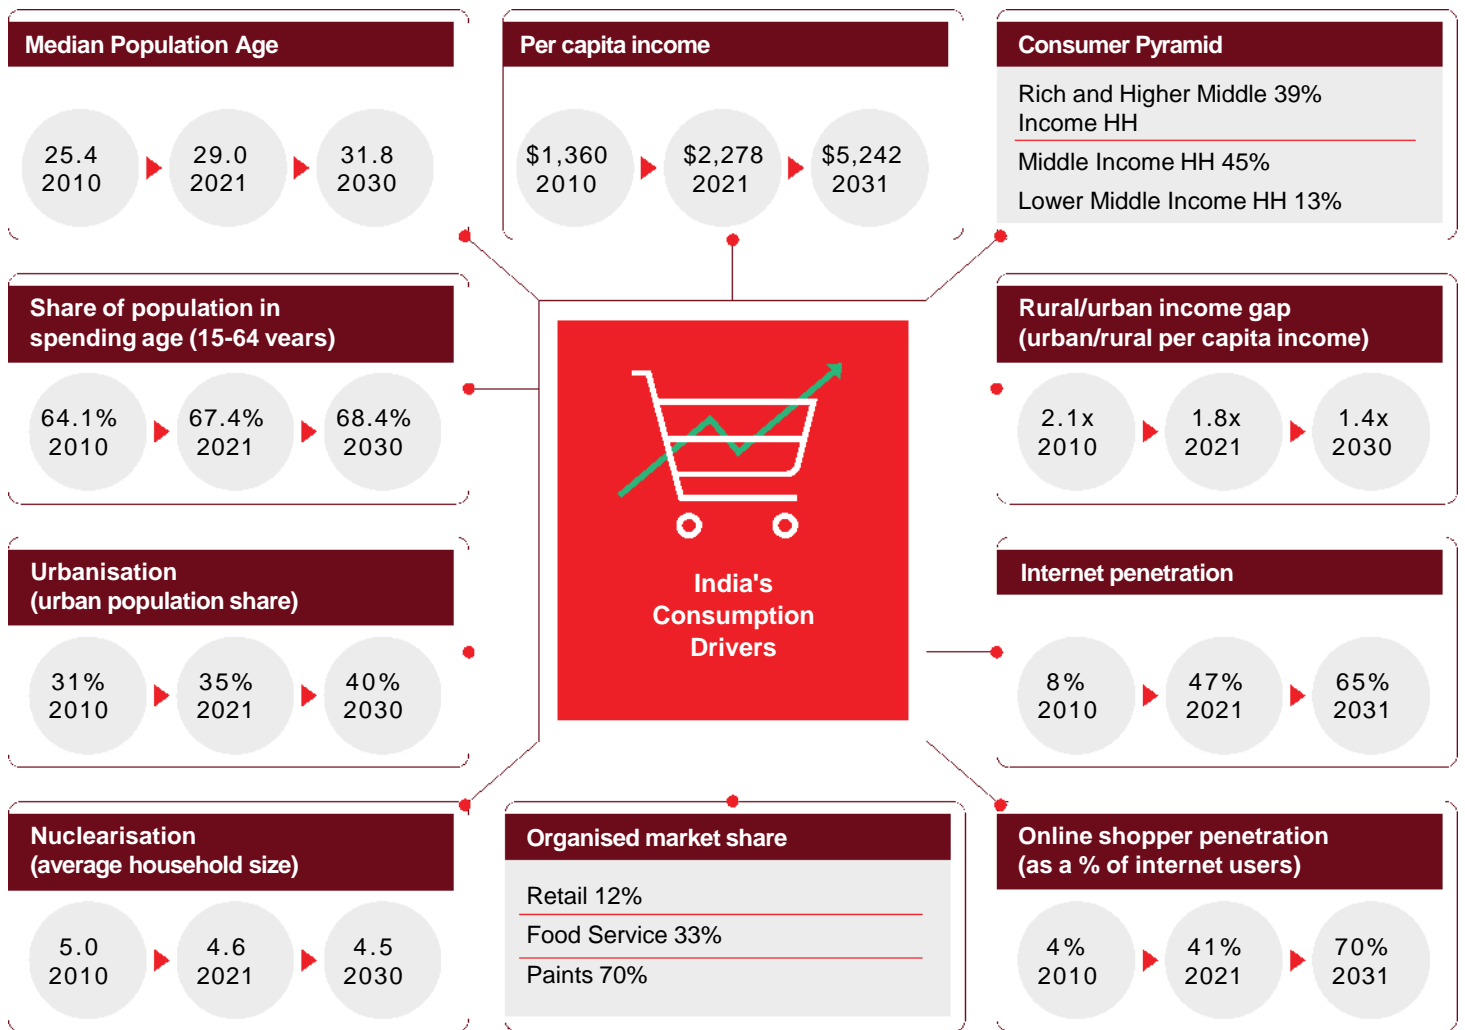 Median Population Age
25.4
2010
29.0
2021
31.8
2030
Per capita income
$1,360
2010
$2,278
2021
$5,242
2031
Consumer Pyramid
Rich and Higher Middle 39%
Income HH
Middle Income HH 45%
Lower Middle Income HH 13%
Share of population in
spending age (15-64 vears)
64.1%
2010
67.4%
2021
68.4%
2030
Rural/urban income gap
(urban/rural per capita income)
2.1x
2010
1.8x
2021
1.4x
2030
India's
Consumption
Drivers
Urbanisation
(urban population share)
31%
2010
35%
2021
40%
2030
Internet penetration
8%
2010
47%
2021
65%
2031
Nuclearisation
(average household size)
5.0
2010
4.6
2021
4.5
2030
Organised market share
Retail 12%
Food Service 33%
Paints 70%
Online shopper penetration
(as a % of internet users)
4%
2010
41%
2021
70%
2031